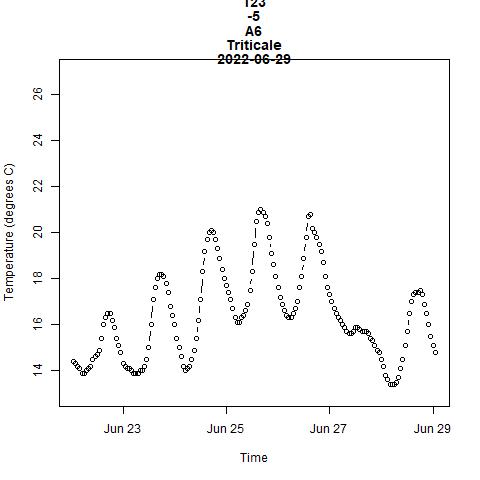 T23
-5
A6
Triticale
2022-06-29
Temperature (degrees C)
26
24
22
20
18
16
14
Jun 23
Jun 25
Jun 27
Jun 29
Time